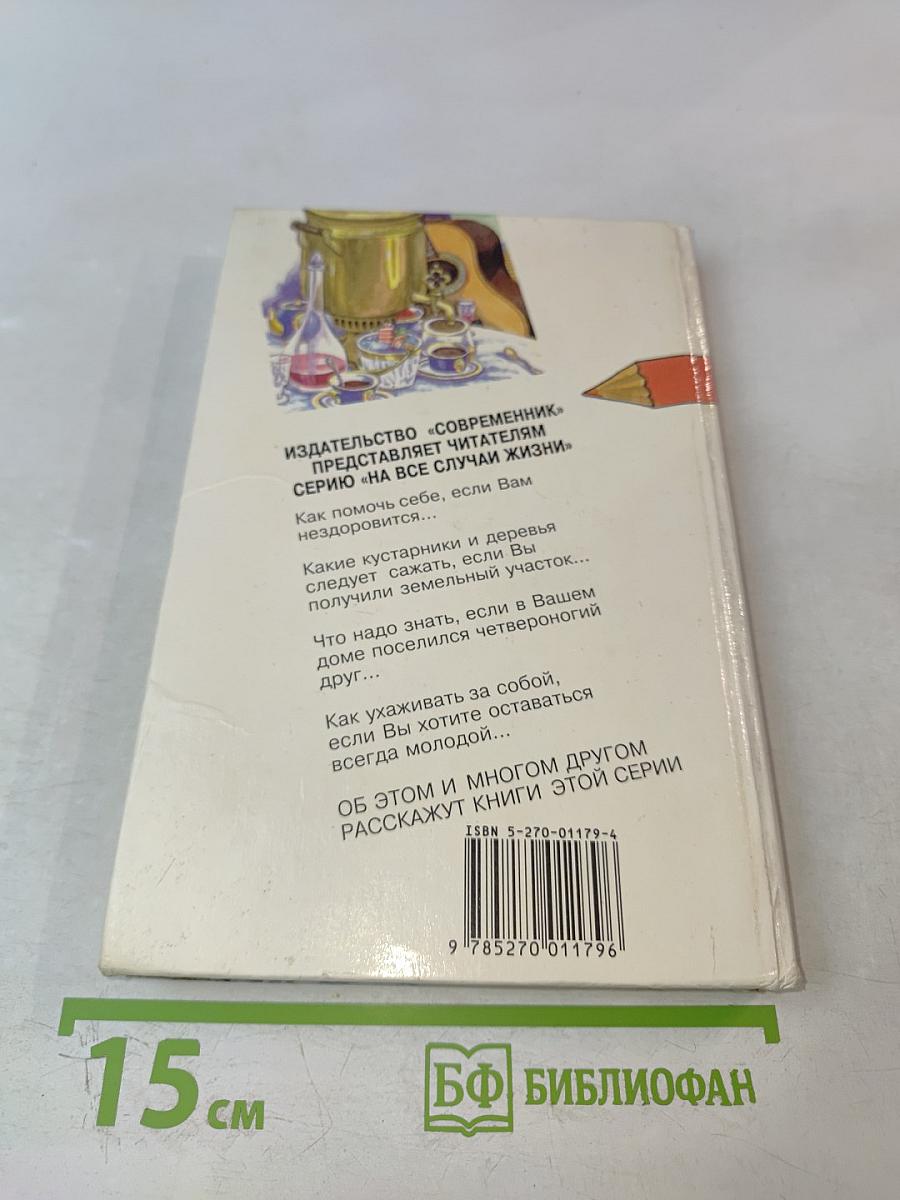 ИЗДАТЕЛЬСТВО «СОВРЕМЕННИК»
ПРЕДСТАВЛЯЕТ ЧИТАТЕЛЯМ
СЕРИЮ «НА ВСЕ СЛУЧАИ ЖИЗНИ»
Как помочь себе, если Вам
нездоровится...
Какие кустарники и деревья
следует сажать, если Вы
получили земельный участок...
Что надо знать, если в Вашем
доме поселился четвероногий
друг...
Как ухаживать за собой,
если Вы хотите оставаться
всегда молодой...
ОБ ЭТОМ И МНОГОМ ДРУГОМ
РАССКАЖУТ КНИГИ ЭТОЙ СЕРИИ
ISBN 5-270-01179-4
9 785270 011796
15 см
БФ БИБЛИОФАН